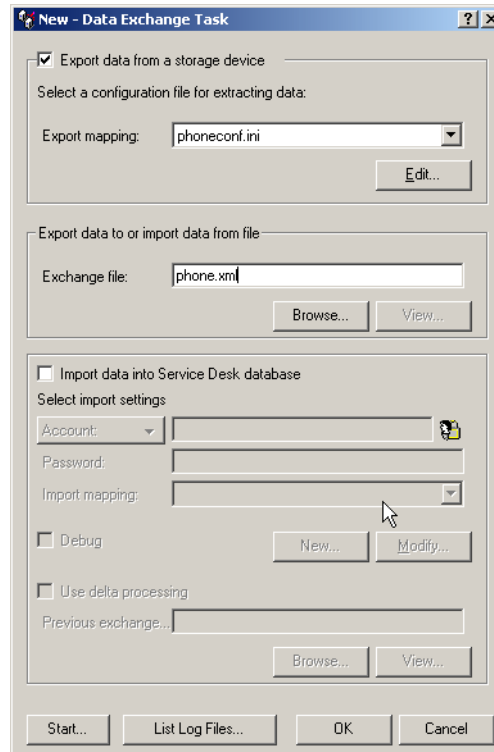 New - Data Exchange Task
Export data from a storage device
Select a configuration file for extracting data:
Export mapping: phoneconf.ini
Edit...
Export data to or import data from file
Exchange file: phone.xml
Browse... View...
Import data into Service Desk database
Select import settings
Account:
Password:
Import mapping:
Debug New... Modify...
Use delta processing
Previous exchange...
Browse... View...
Start... List Log Files... OK Cancel